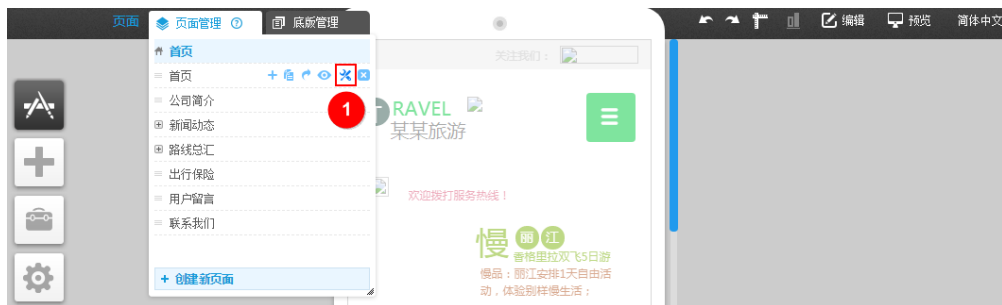 页面 页面管理 底版管理 编辑 预览 简体中文
首页
首页
1
公司简介
新闻动态
路线总汇
出行保险
用户留言
联系我们
+ 创建新页面
关注我们：
RAVEL
某某旅游
欢迎拨打服务热线！
慢 丽 江
香格里拉双飞5日游
慢品：丽江安排1天自由活
动，体验别样慢生活；